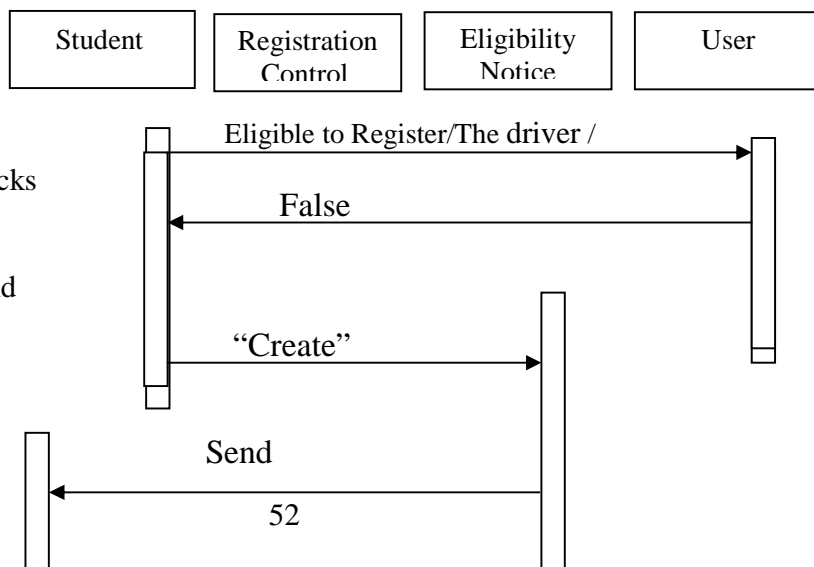 Student
Registration
Control
Eligibility
Notice
User
Eligible to Register/The driver /
cks
False
d
“Create”
Send
52